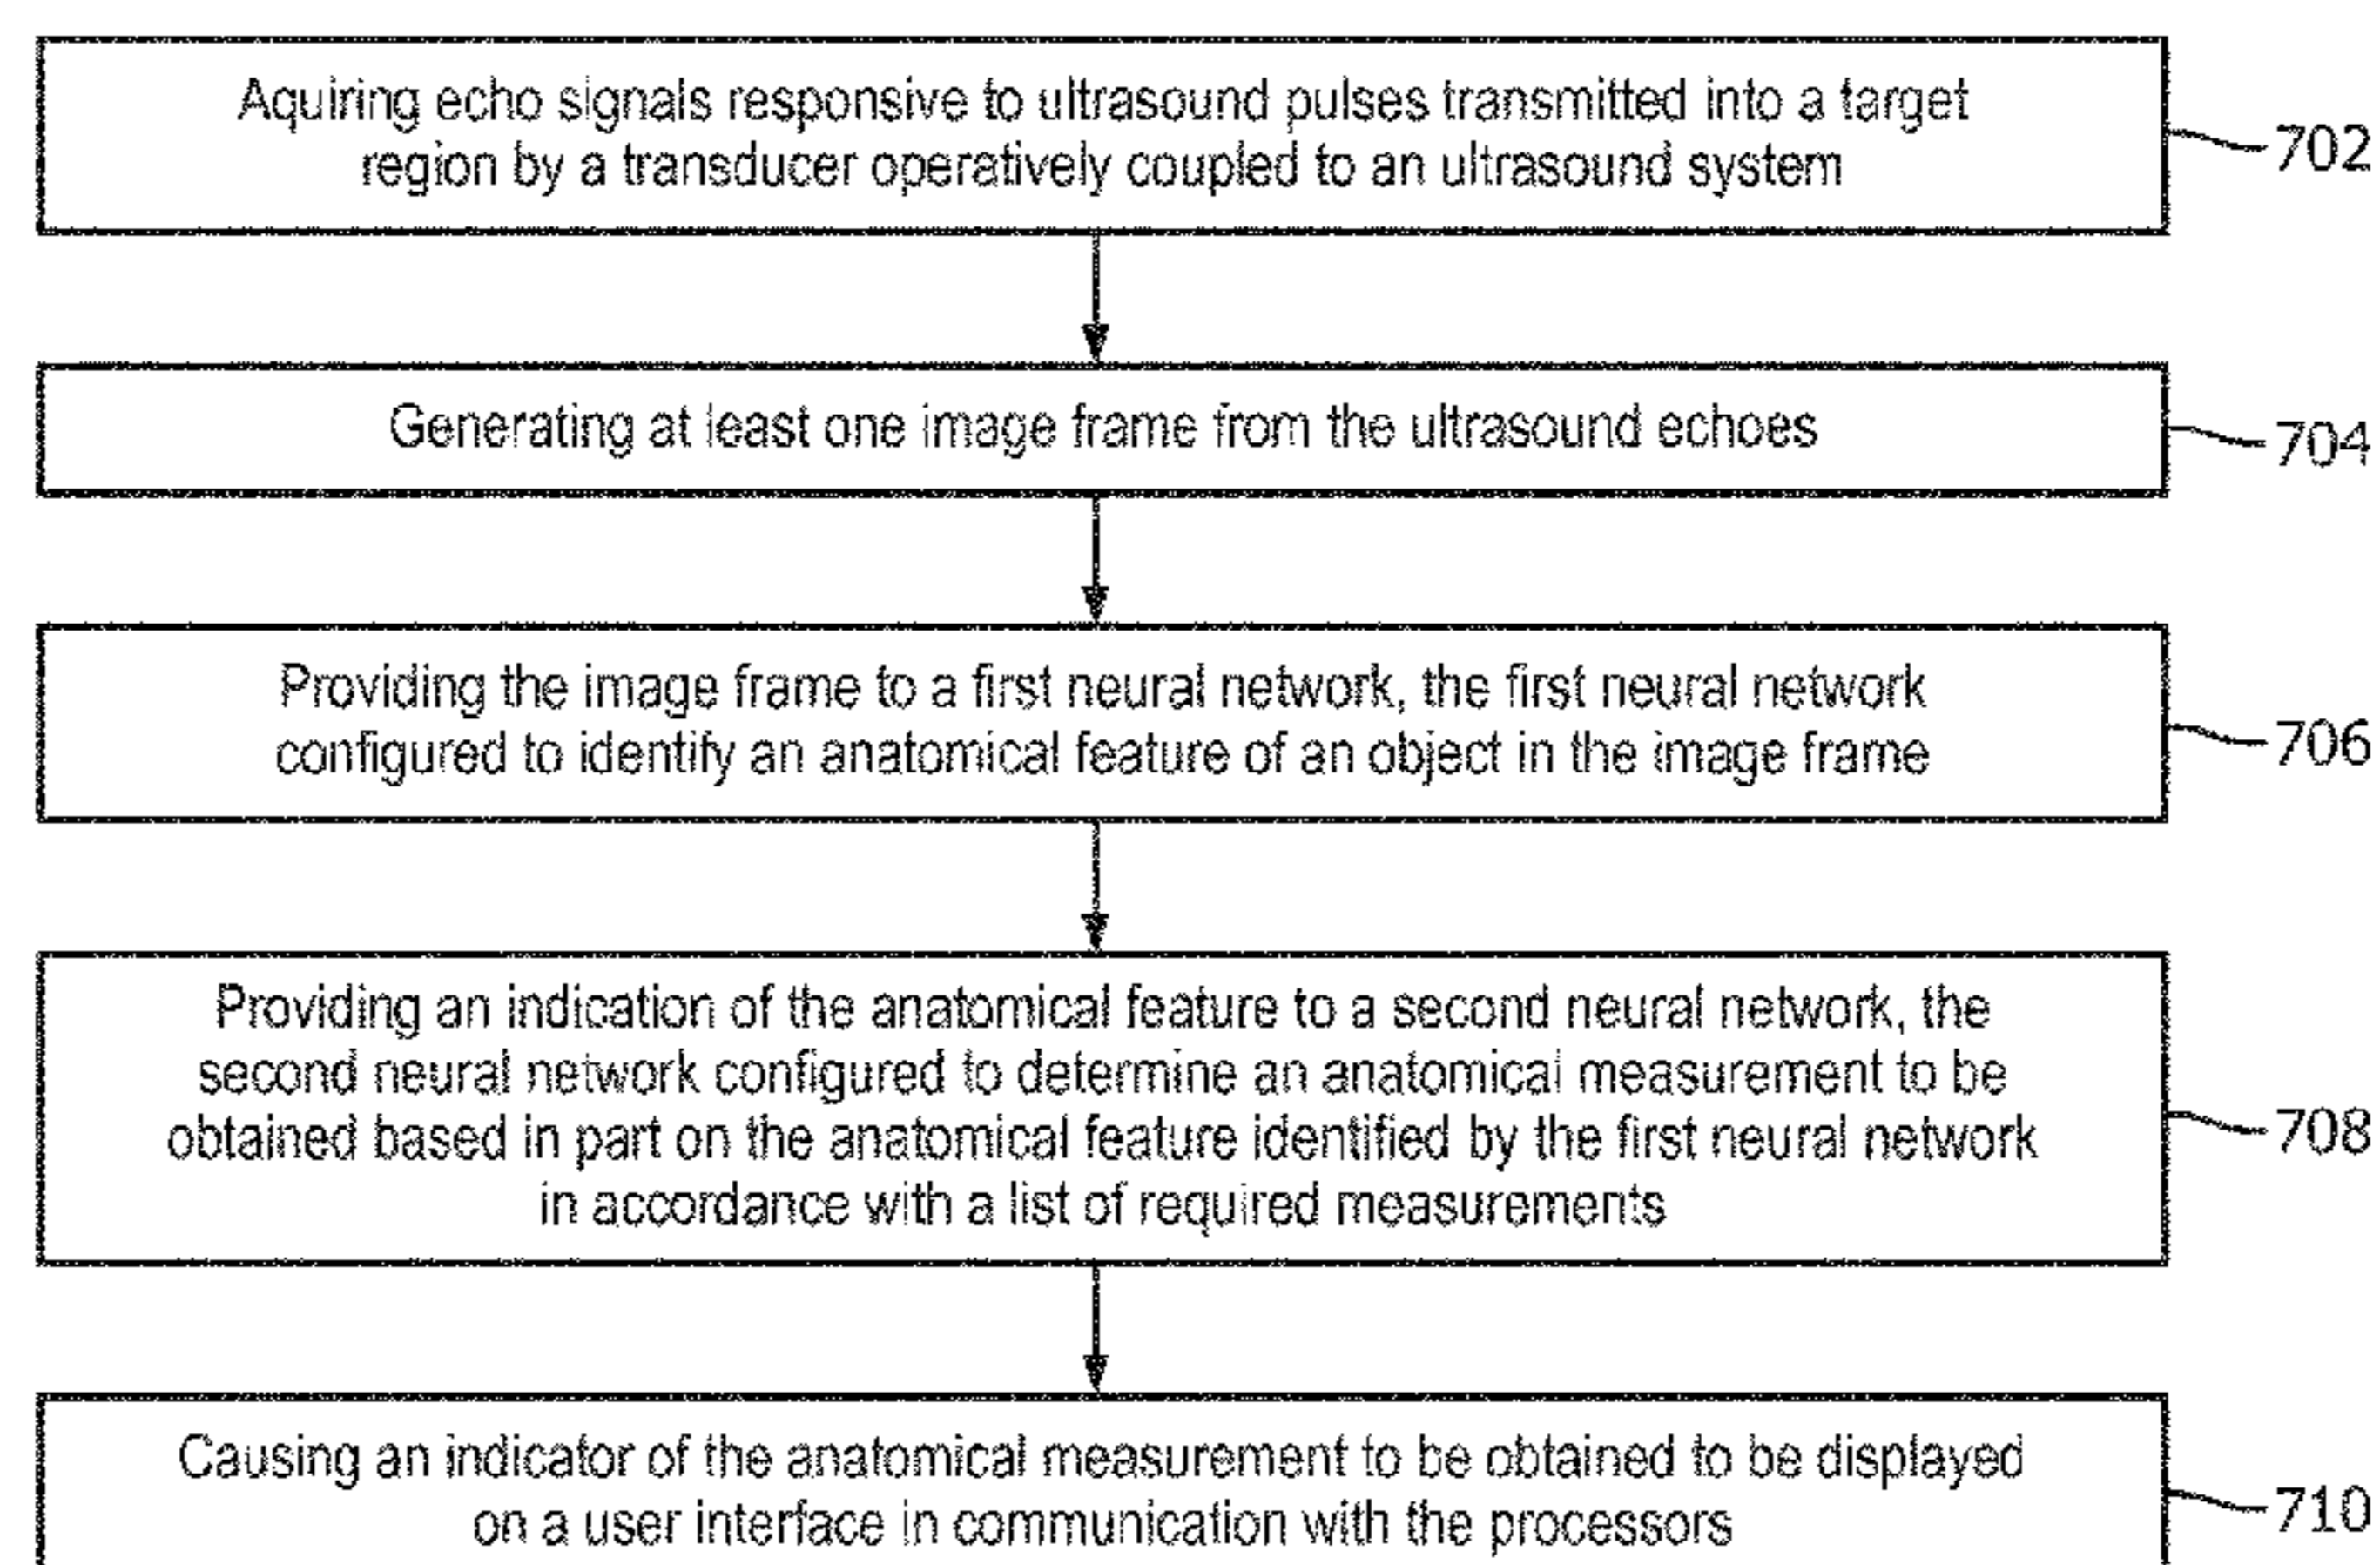 Aquiring echo signals responsive to ultrasound pulses transmitted into a target
region by a transducer operatively coupled to an ultrasound system
702
Generating at least one image frame from the ultrasound echoes
704
Providing the image frame to a first neural network, the first neural network
configured to identify an anatomical feature of an object in the image frame
706
Providing an indication of the anatomical feature to a second neural network, the
second neural network configured to determine an anatomical measurement to be
obtained based in part on the anatomical feature identified by the first neural network
in accordance with a list of required measurements
708
Causing an indicator of the anatomical measurement to be obtained to be displayed
on a user interface in communication with the processors
710